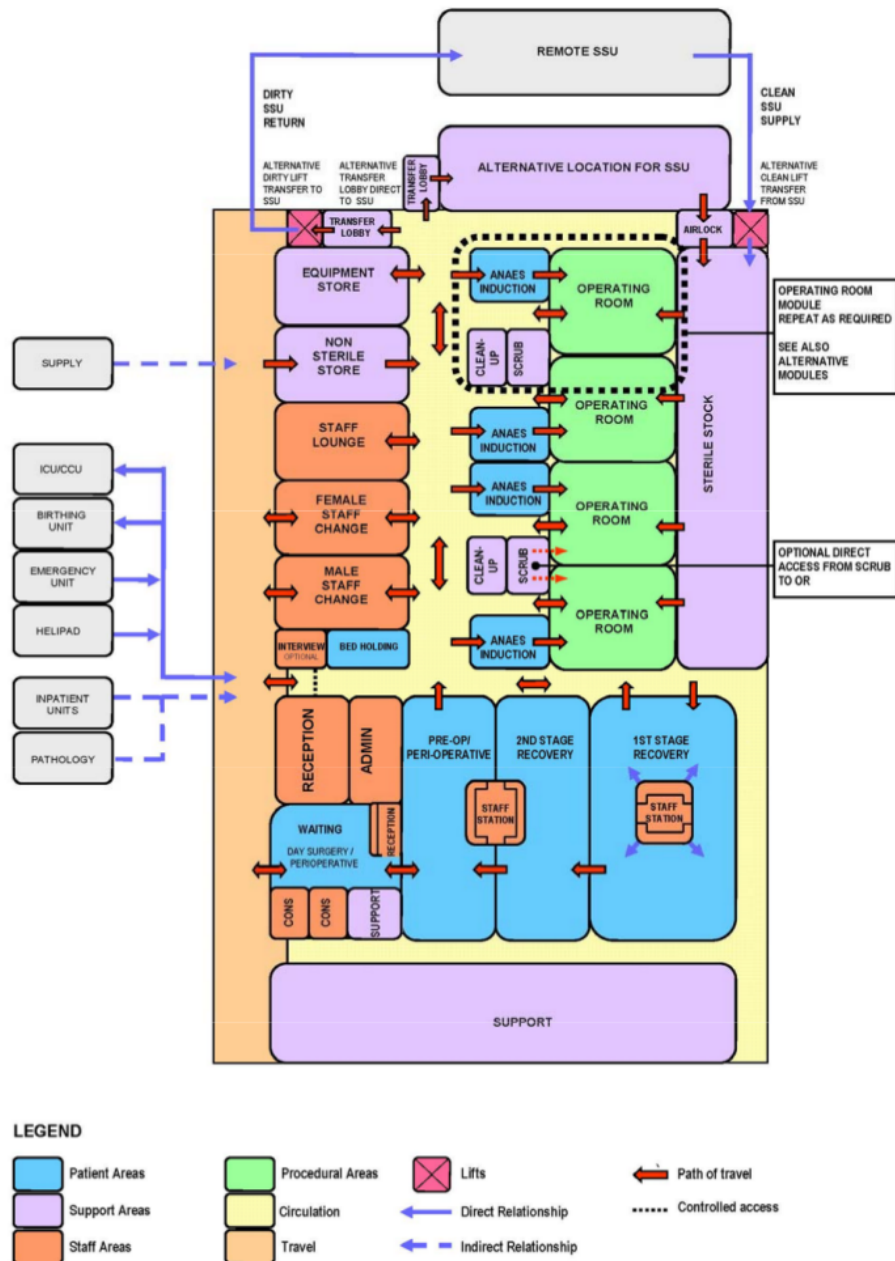 REMOTE SSU
DIRTY
SSU
RETURN
CLEAN
SSU
SUPPLY
ALTERNATIVE
DIRTY LIFT
TRANSFER TO
SSU
ALTERNATIVE
TRANSFER
LOBBY DIRECT
TO SSU
TRANSFER
LOBBY
ALTERNATIVE LOCATION FOR SSU
ALTERNATIVE
CLEAN LIFT
TRANSFER
FROM SSU
TRANSFER
LOBBY
AIRLOCK
EQUIPMENT
STORE
ANAES
INDUCTION
OPERATING
ROOM
OPERATING ROOM
MODULE
REPEAT AS REQUIRED
SEE ALSO
ALTERNATIVE
MODULES
SUPPLY
NON
STERILE
STORE
CLEAN-
UP
SCRUB
OPERATING
ROOM
STERILE STOCK
STAFF
LOUNGE
ANAES
INDUCTION
ICU/CCU
BIRTHING
UNIT
EMERGENCY
UNIT
HELIPAD
FEMALE
STAFF
CHANGE
ANAES
INDUCTION
OPERATING
ROOM
MALE
STAFF
CHANGE
CLEAN-
UP
SCRUB
OPTIONAL DIRECT
ACCESS FROM SCRUB
TO OR
OPERATING
ROOM
INTERVIEW
OPTIONAL
BED HOLDING
ANAES
INDUCTION
INPATIENT
UNITS
PATHOLOGY
RECEPTION
ADMIN
PRE-OP/
PERI-OPERATIVE
2ND STAGE
RECOVERY
1ST STAGE
RECOVERY
STAFF
STATION
STAFF
STATION
WAITING
DAY SURGERY /
PERIOPERATIVE
RECEPTION
CONS
CONS
SUPPORT
SUPPORT
LEGEND
Patient Areas
Procedural Areas
Lifts
Path of travel
Support Areas
Circulation
Direct Relationship
Controlled access
Staff Areas
Travel
Indirect Relationship